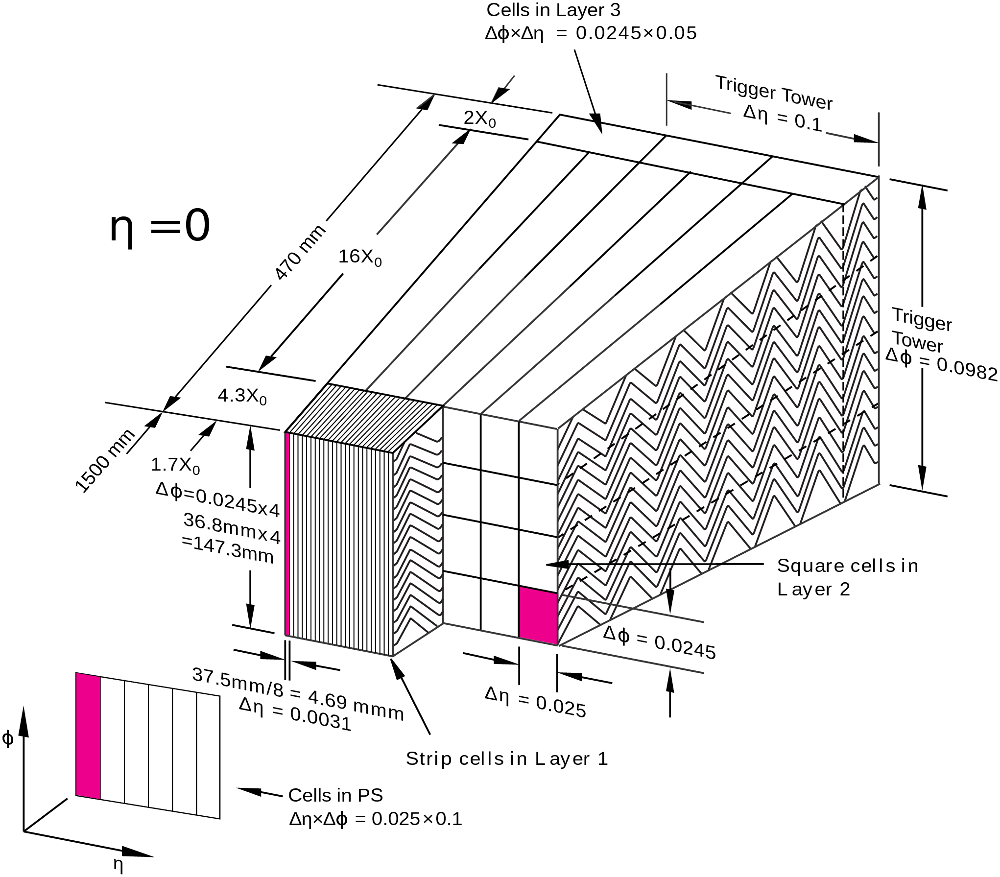 Cells in Layer 3
Δϕ×Δη = 0.0245×0.05
Trigger Tower
Δη = 0.1
2X₀
η =0
470 mm
16X₀
Trigger
Tower
Δϕ = 0.0982
4.3X₀
1500 mm
1.7X₀
Δϕ=0.0245x4
36.8mmx4
=147.3mm
Square cells in
Layer 2
Δϕ = 0.0245
37.5mm/8 = 4.69 mmm
Δη = 0.0031
Δη = 0.025
Strip cells in Layer 1
ϕ
Cells in PS
Δη×Δϕ = 0.025×0.1
η